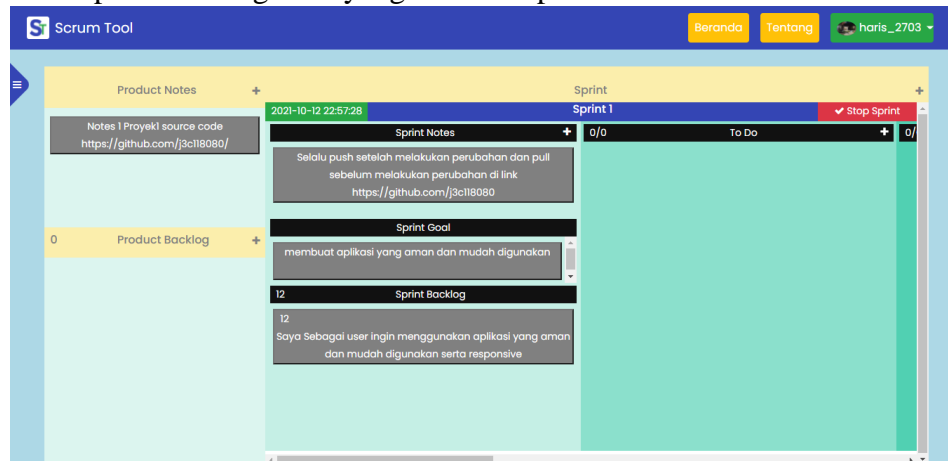 ST Scrum Tool
Beranda
Tentang
haris_2703
Product Notes +
Notes 1 Proyek1 source code
https://github.com/j3c118080/
0 Product Backlog +
Sprint +
2021-10-12 22:57:28 Sprint 1 Stop Sprint
Sprint Notes +
Selalu push setelah melakukan perubahan dan pull
sebelum melakukan perubahan di link
https://github.com/j3c118080
Sprint Goal
membuat aplikasi yang aman dan mudah digunakan
12 Sprint Backlog
12
Saya Sebagai user ingin menggunakan aplikasi yang aman
dan mudah digunakan serta responsive
0/0 To Do +
0/